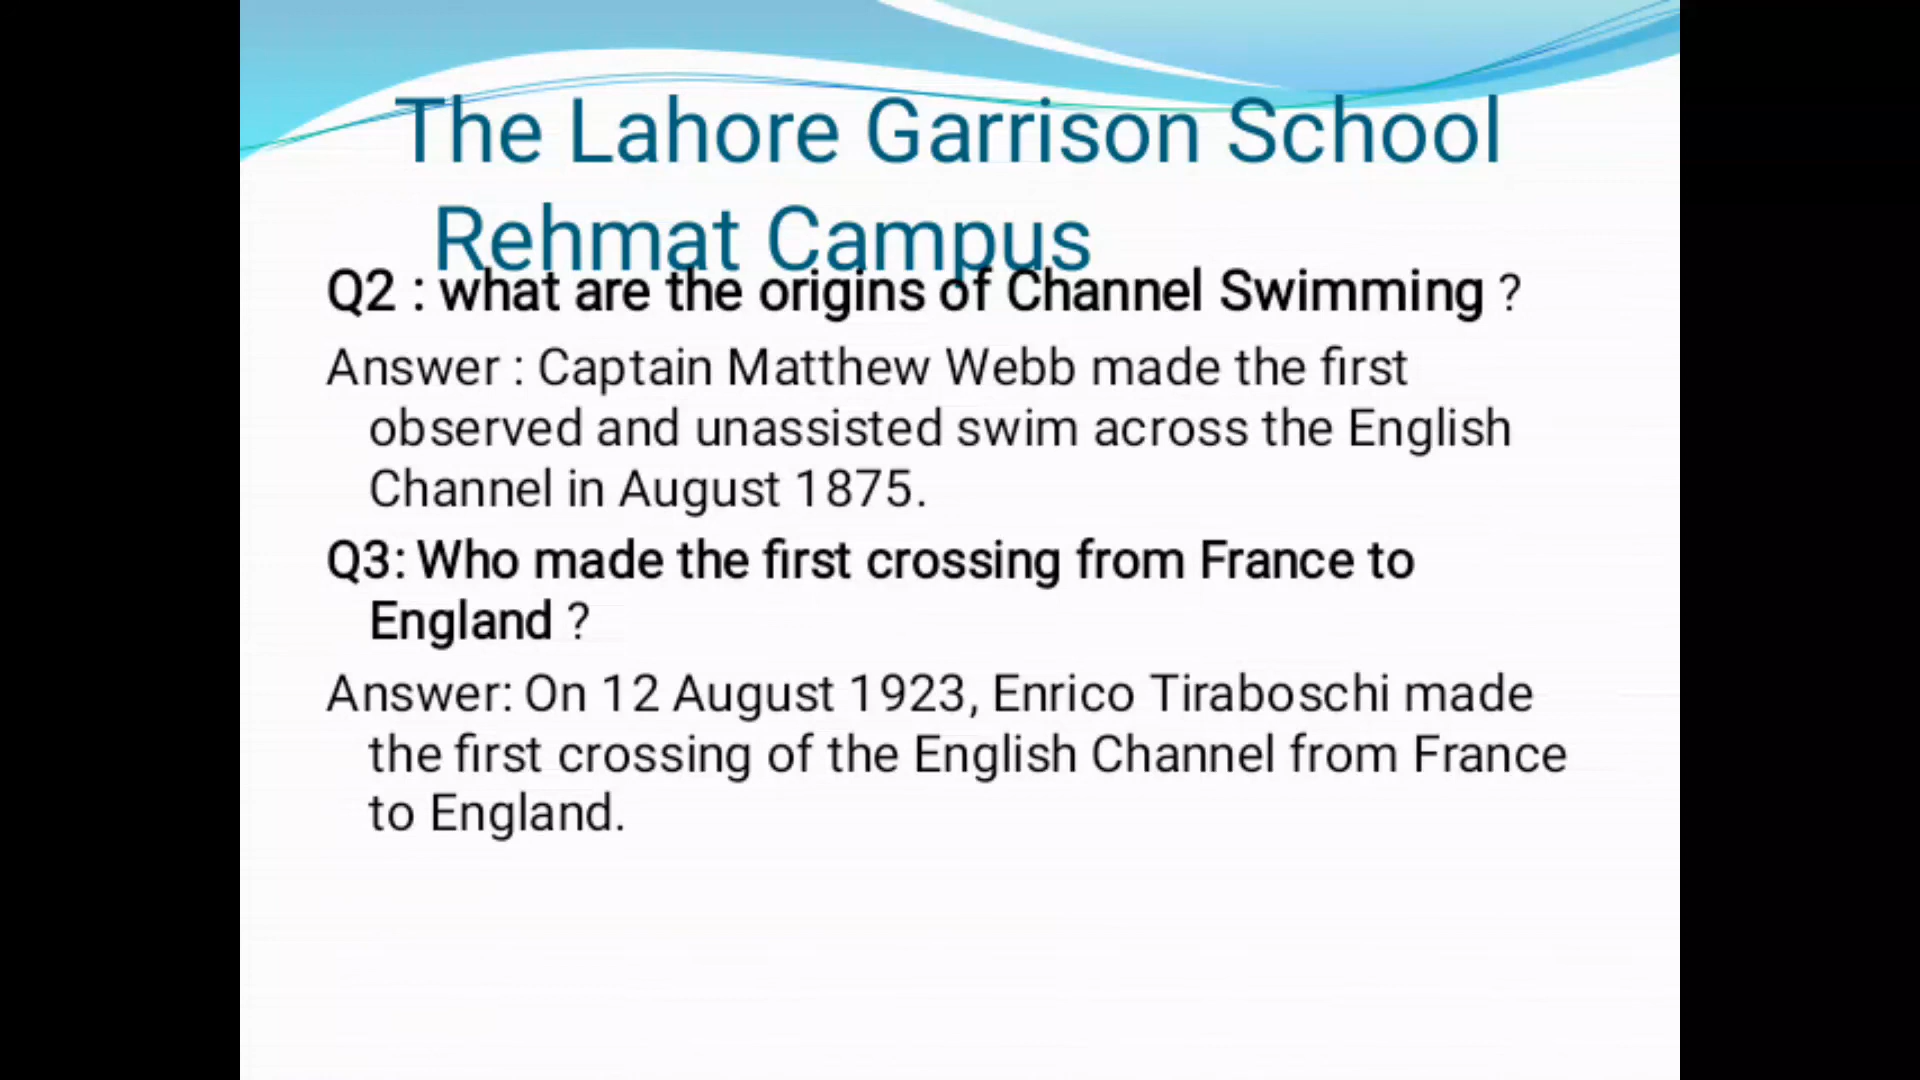 The Lahore Garrison School
Rehmat Campus
Q2 : what are the origins of Channel Swimming ?
Answer : Captain Matthew Webb made the first
observed and unassisted swim across the English
Channel in August 1875.
Q3: Who made the first crossing from France to
England ?
Answer: On 12 August 1923, Enrico Tiraboschi made
the first crossing of the English Channel from France
to England.